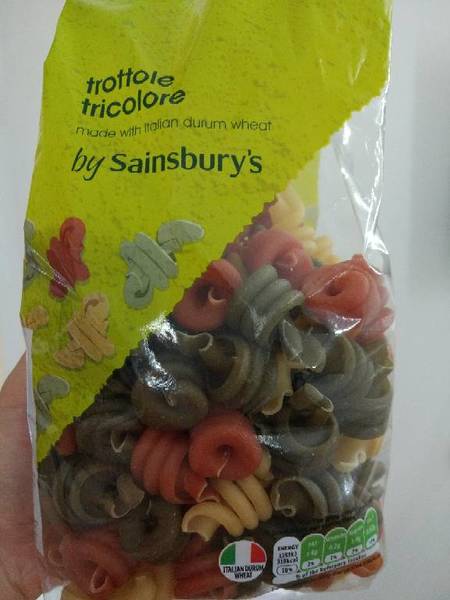 trottole
tricolore
made with Italian durum wheat
by Sainsbury's
ITALIAN DURUM
WHEAT
ENERGY